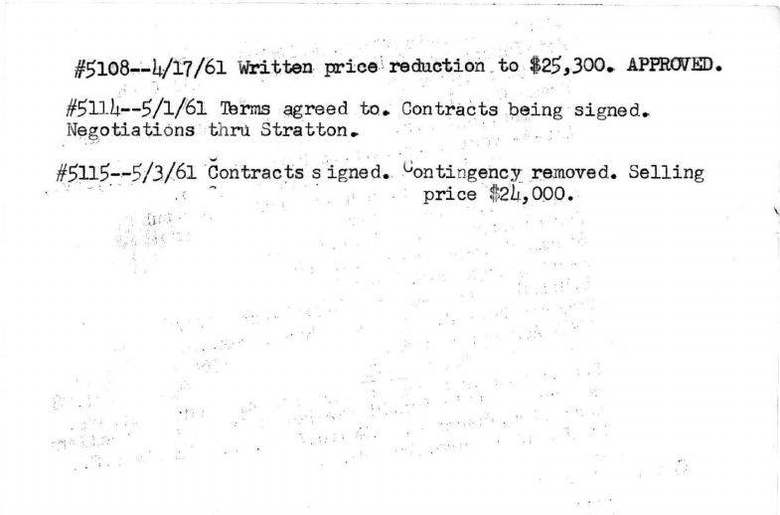 #5108--4/17/61 Written price reduction to $25,300. APPROVED.
#5114--5/1/61 Terms agreed to. Contracts being signed.
Negotiations thru Stratton.
#5115--5/3/61 Contracts signed. Contingency removed. Selling
price $24,000.